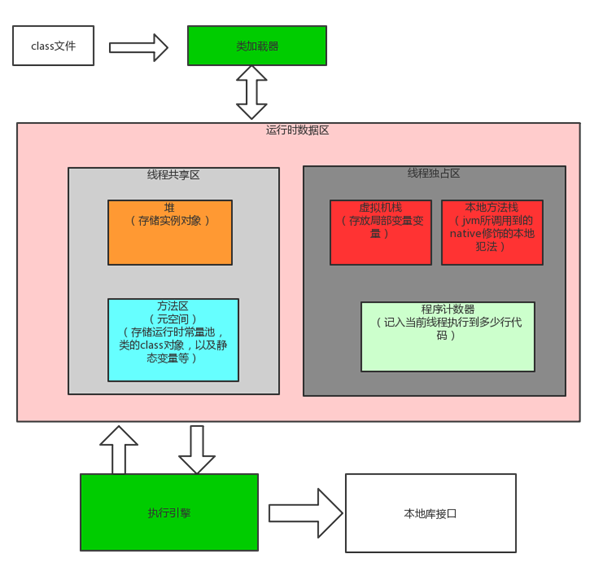 class文件
类加载器
运行时数据区
线程共享区
堆
（存储实例对象）
方法区
（元空间）
（存储运行时常量池，
类的class对象，以及静
态变量等）
线程独占区
虚拟机栈
（存放局部变量变
量）
本地方法栈
（jvm所调用到的
native修饰的本地
犯法）
程序计数器
（记入当前线程执行到多少行代
码）
执行引擎
本地库接口